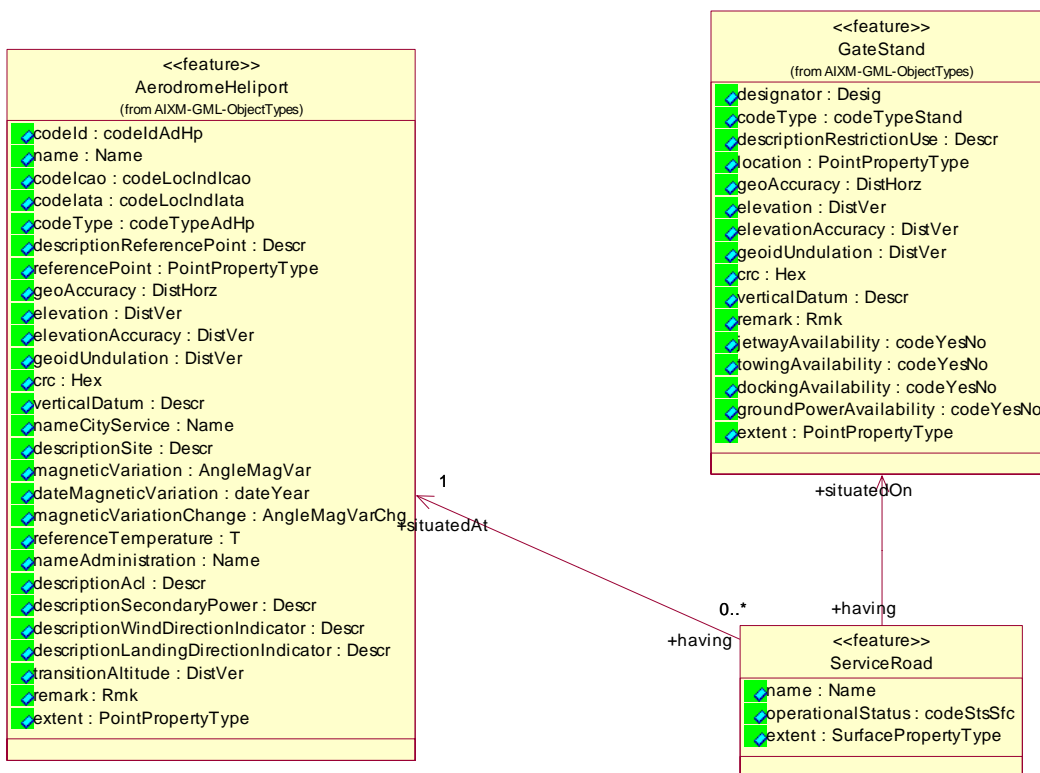 <<feature>>
AerodromeHeliport
(from AIXM-GML-ObjectTypes)
codeId : codeIdAdHp
name : Name
codeIcao : codeLocIndIcao
codeIata : codeLocIndIata
codeType : codeTypeAdHp
descriptionReferencePoint : Descr
referencePoint : PointPropertyType
geoAccuracy : DistHorz
elevation : DistVer
elevationAccuracy : DistVer
geoidUndulation : DistVer
crc : Hex
verticalDatum : Descr
nameCityService : Name
descriptionSite : Descr
magneticVariation : AngleMagVar
dateMagneticVariation : dateYear
magneticVariationChange : AngleMagVarChg
referenceTemperature : T
nameAdministration : Name
descriptionAcl : Descr
descriptionSecondaryPower : Descr
descriptionWindDirectionIndicator : Descr
descriptionLandingDirectionIndicator : Descr
transitionAltitude : DistVer
remark : Rmk
extent : PointPropertyType
<<feature>>
GateStand
(from AIXM-GML-ObjectTypes)
designator : Desig
codeType : codeTypeStand
descriptionRestrictionUse : Descr
location : PointPropertyType
geoAccuracy : DistHorz
elevation : DistVer
elevationAccuracy : DistVer
geoidUndulation : DistVer
crc : Hex
verticalDatum : Descr
remark : Rmk
jetwayAvailability : codeYesNo
towingAvailability : codeYesNo
dockingAvailability : codeYesNo
groundPowerAvailability : codeYesNo
extent : PointPropertyType
1
+situatedAt
+situatedOn
0..*
+having
+having
<<feature>>
ServiceRoad
name : Name
operationalStatus : codeStsSfc
extent : SurfacePropertyType